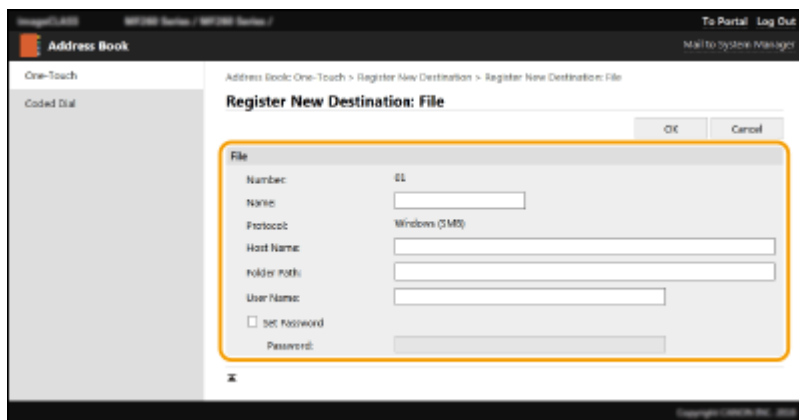 To Portal Log Out
Address Book
Mail to System Manager
One-Touch
Address Book: One-Touch > Register New Destination > Register New Destination: File
Coded Dial
Register New Destination: File
OK Cancel
File
Number: 01
Name:
Protocol: Windows (SMB)
Host Name:
Folder Path:
User Name:
Set Password
Password: